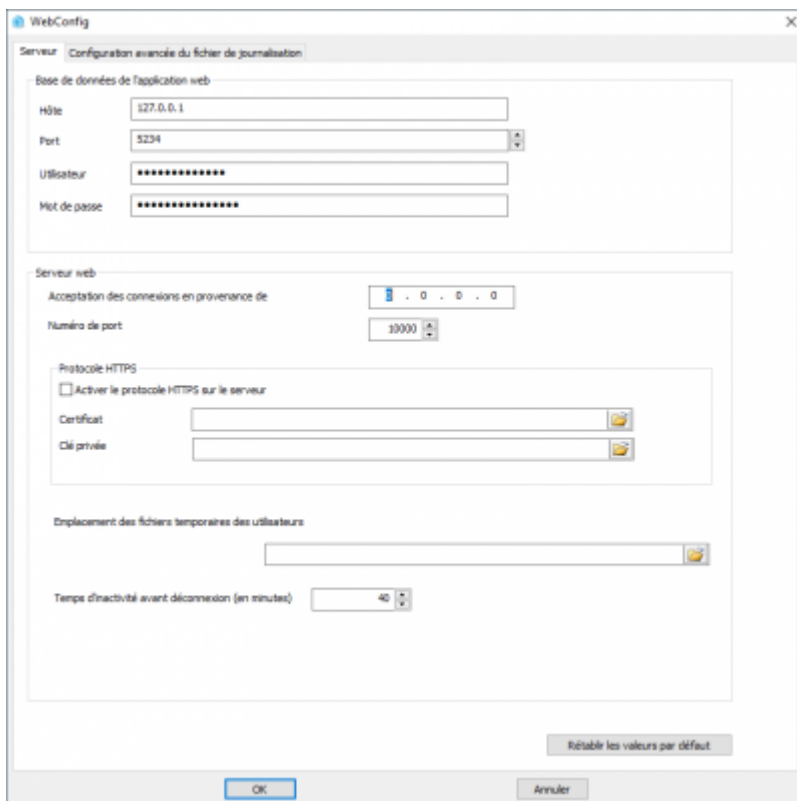 WebConfig
Serveur Configuration avancée du fichier de journalisation
Base de données de l'application web
Hôte 127.0.0.1
Port 5234
Utilisateur •••••••••••••
Mot de passe •••••••••••••••
Serveur web
Acceptation des connexions en provenance de 0 . 0 . 0 . 0
Numéro de port 10000
Protocole HTTPS
Activer le protocole HTTPS sur le serveur
Certificat
Clé privée
Emplacement des fichiers temporaires des utilisateurs
Temps d'inactivité avant déconnexion (en minutes) 40
Rétablir les valeurs par défaut
OK Annuler